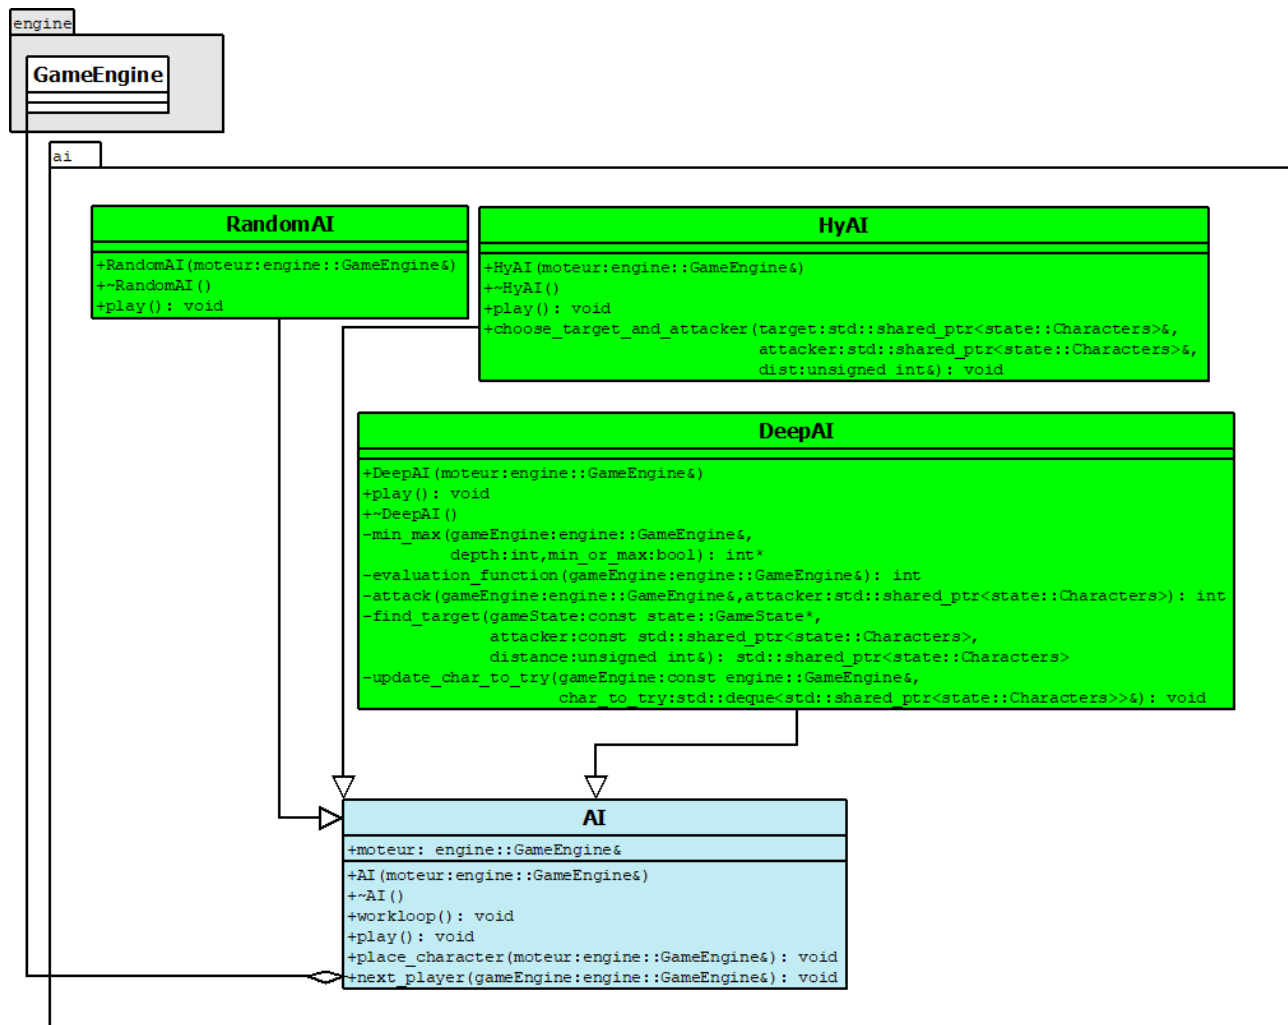 engine
GameEngine
ai
RandomAI
+RandomAI(moteur:engine::GameEngine&)
+~RandomAI()
+play(): void
HyAI
+HyAI(moteur:engine::GameEngine&)
+~HyAI()
+play(): void
+choose_target_and_attacker(target:std::shared_ptr<state::Characters>&,
attacker:std::shared_ptr<state::Characters>&,
dist:unsigned int&): void
DeepAI
+DeepAI(moteur:engine::GameEngine&)
+play(): void
+~DeepAI()
-min_max(gameEngine:engine::GameEngine&,
depth:int,min_or_max:bool): int*
-evaluation_function(gameEngine:engine::GameEngine&): int
-attack(gameEngine:engine::GameEngine&,attacker:std::shared_ptr<state::Characters>): int
-find_target(gameState:const state::GameState*,
attacker:const std::shared_ptr<state::Characters>,
distance:unsigned int&): std::shared_ptr<state::Characters>
-update_char_to_try(gameEngine:const engine::GameEngine&,
char_to_try:std::deque<std::shared_ptr<state::Characters>>&): void
AI
+moteur: engine::GameEngine&
+AI(moteur:engine::GameEngine&)
+~AI()
+workloop(): void
+play(): void
+place_character(moteur:engine::GameEngine&): void
+next_player(gameEngine:engine::GameEngine&): void